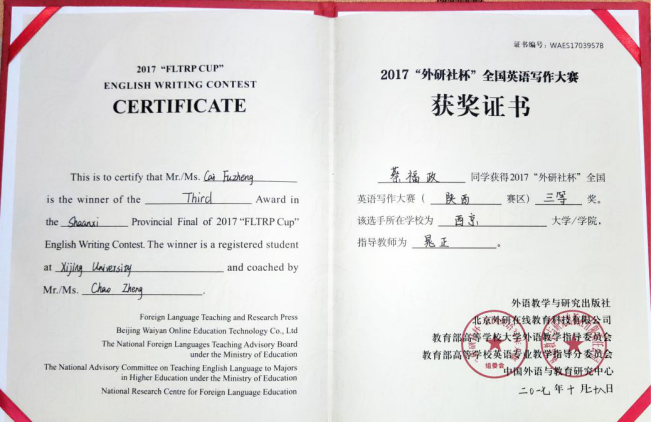 2017 “FLTRP CUP”
ENGLISH WRITING CONTEST
CERTIFICATE
This is to certify that Mr./Ms. Cai Fuzheng
is the winner of the Third Award in
the Shaanxi Provincial Final of 2017 “FLTRP Cup”
English Writing Contest. The winner is a registered student
at Xijing University and coached by
Mr./Ms. Chao Zheng.
Foreign Language Teaching and Research Press
Beijing Waiyan Online Education Technology Co., Ltd
The National Foreign Languages Teaching Advisory Board
under the Ministry of Education
The National Advisory Committee on Teaching English Language to Majors
in Higher Education under the Ministry of Education
National Research Centre for Foreign Language Education
证书编号：WAES17039578
2017“外研社杯”全国英语写作大赛
获奖证书
蔡福政 同学获得2017“外研社杯”全国
英语写作大赛（陕西 赛区）三等 奖。
该选手所在学校为 西京 大学/学院，
指导教师为 晁正。
外语教学与研究出版社
北京外研在线教育科技有限公司
教育部高等学校大学外语教学指导委员会
教育部高等学校英语专业教学指导分委员会
中国外语与教育研究中心
组委会
二〇一七年十月二十八日